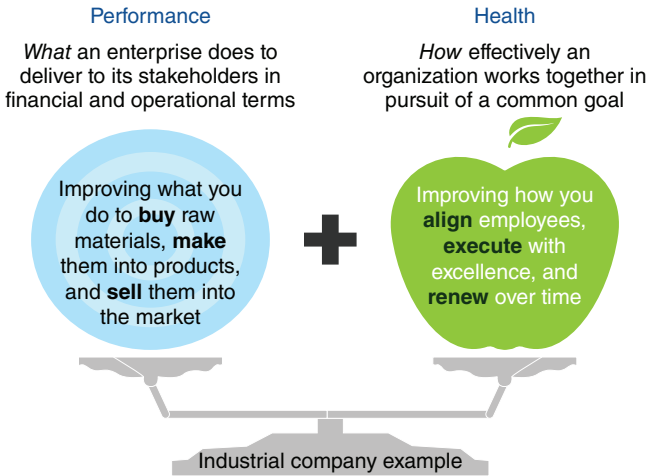 Performance
What an enterprise does to
deliver to its stakeholders in
financial and operational terms
Improving what you
do to buy raw
materials, make
them into products,
and sell them into
the market
Health
How effectively an
organization works together in
pursuit of a common goal
Improving how you
align employees,
execute with
excellence, and
renew over time
Industrial company example